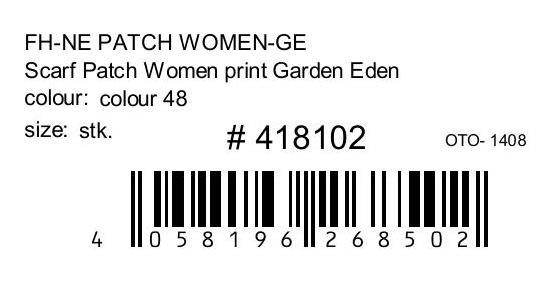 FH-NE PATCH WOMEN-GE
Scarf Patch Women print Garden Eden
colour: colour 48
size: stk.
# 418102
OTO- 1408
4 058196 268502